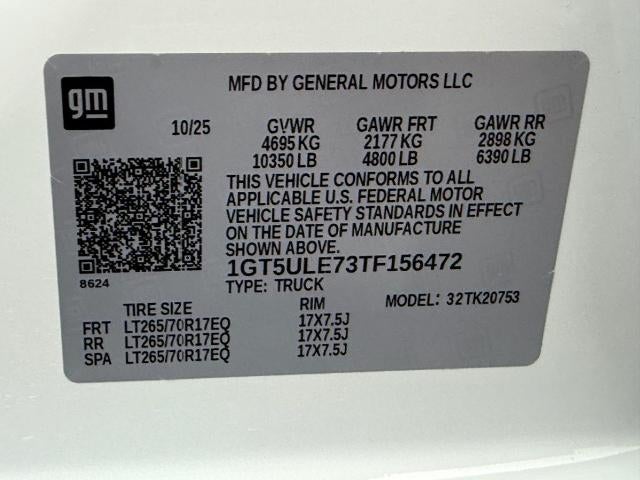 gm
MFD BY GENERAL MOTORS LLC
10/25 GVWR GAWR FRT GAWR RR
4695 KG 2177 KG 2898 KG
10350 LB 4800 LB 6390 LB
THIS VEHICLE CONFORMS TO ALL
APPLICABLE U.S. FEDERAL MOTOR
VEHICLE SAFETY STANDARDS IN EFFECT
ON THE DATE OF MANUFACTURE
SHOWN ABOVE.
1GT5ULE73TF156472
8624
TYPE: TRUCK
TIRE SIZE RIM MODEL: 32TK20753
FRT LT265/70R17EQ 17X7.5J
RR LT265/70R17EQ 17X7.5J
SPA LT265/70R17EQ 17X7.5J